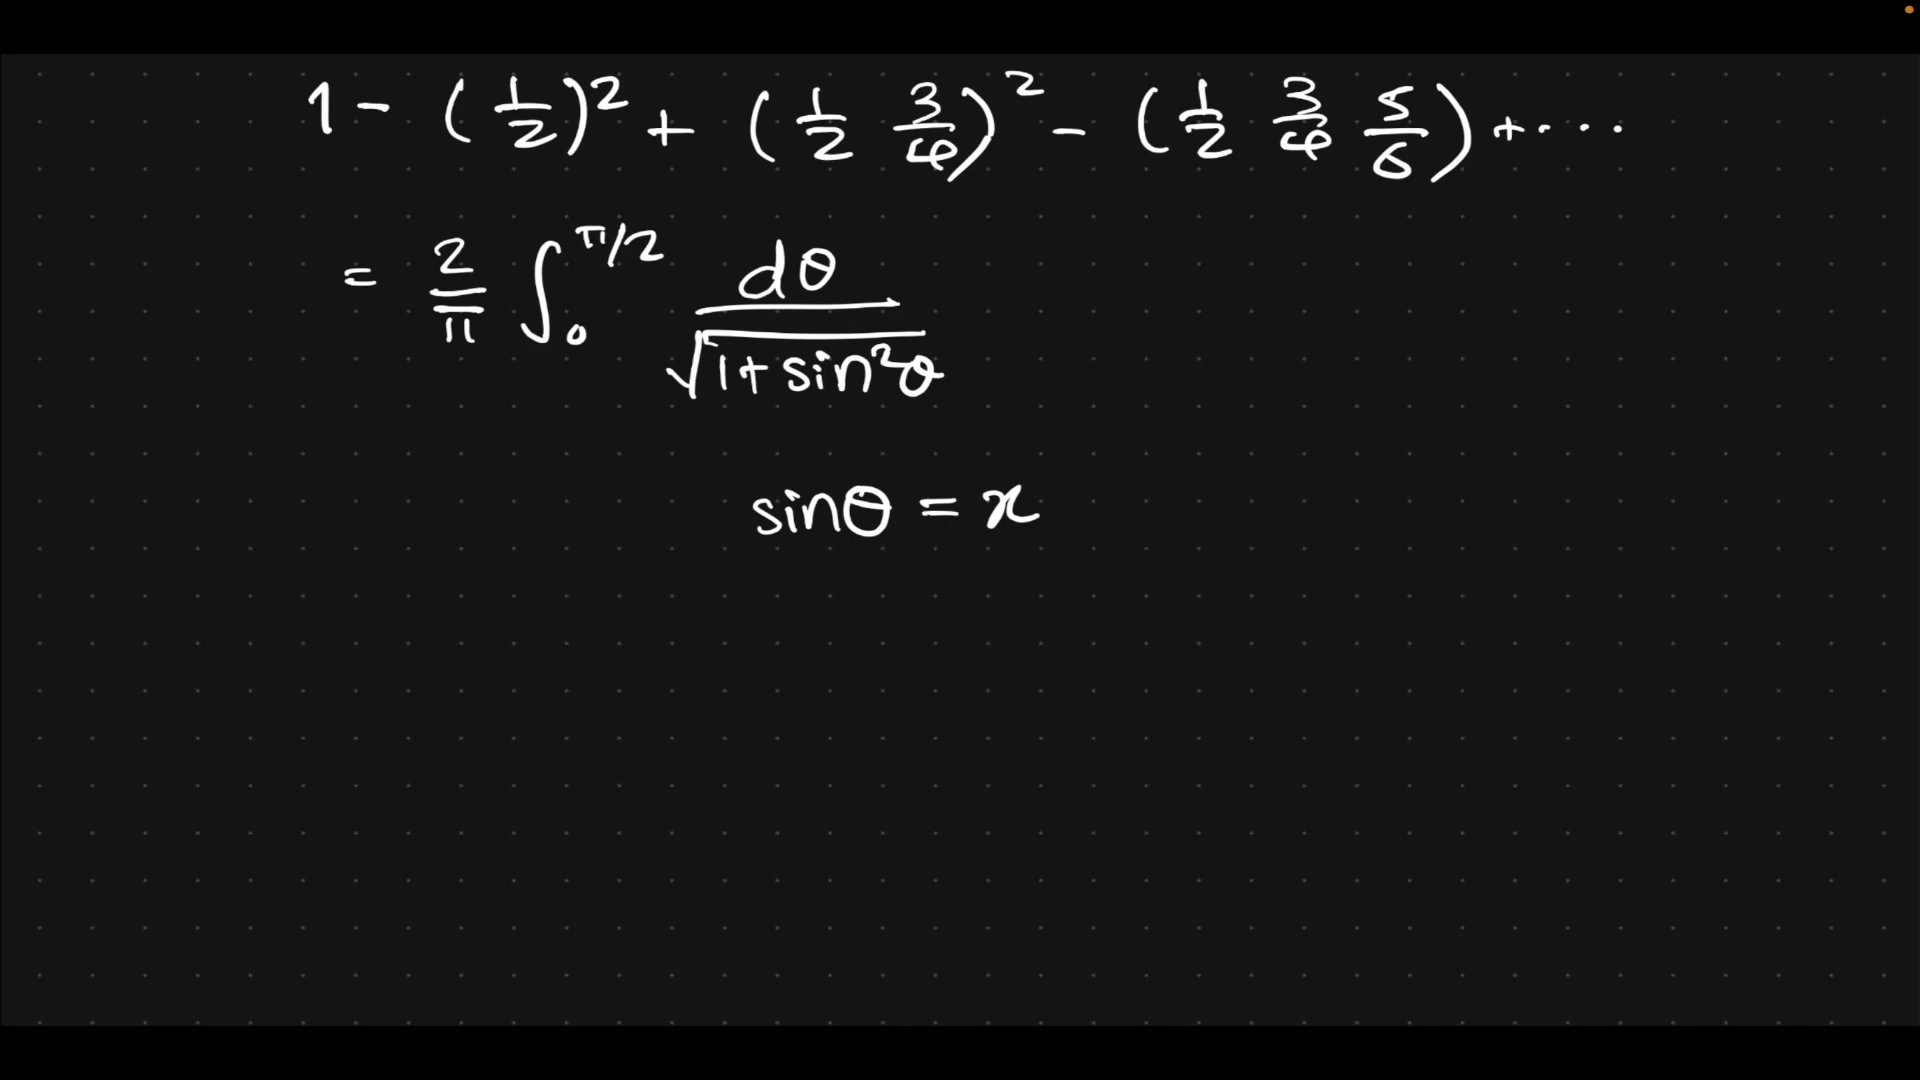 1 - (1/2)² + (1/2 3/4)² - (1/2 3/4 5/6) + ...
= 2/π ∫₀^π/2 dθ/√(1 + sin²θ)
sinθ = x